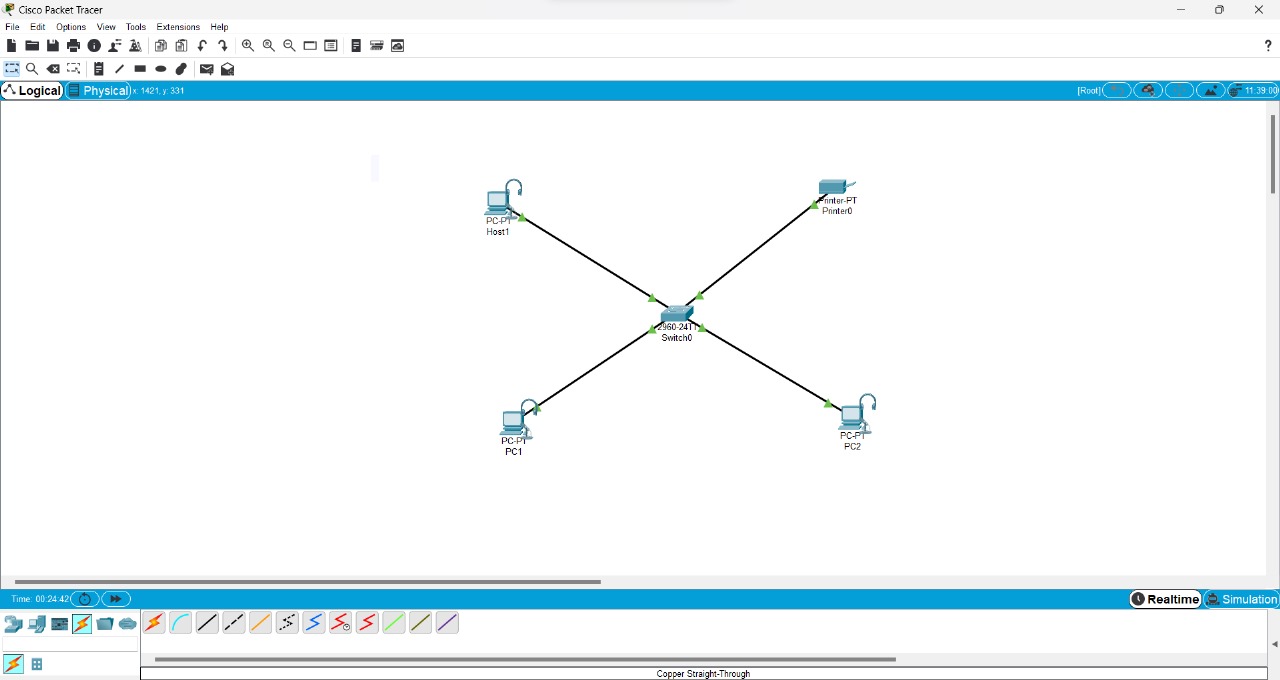 Cisco Packet Tracer
File Edit Options View Tools Extensions Help
?
Logical Physical x: 1421, y: 331 [Root] 11:39:00
Printer-PT
Printer0
PC-PT
Host1
2960-24TT
Switch0
PC-PT
PC2
PC-PT
PC1
Time: 00:24:42 Realtime Simulation
Copper Straight-Through